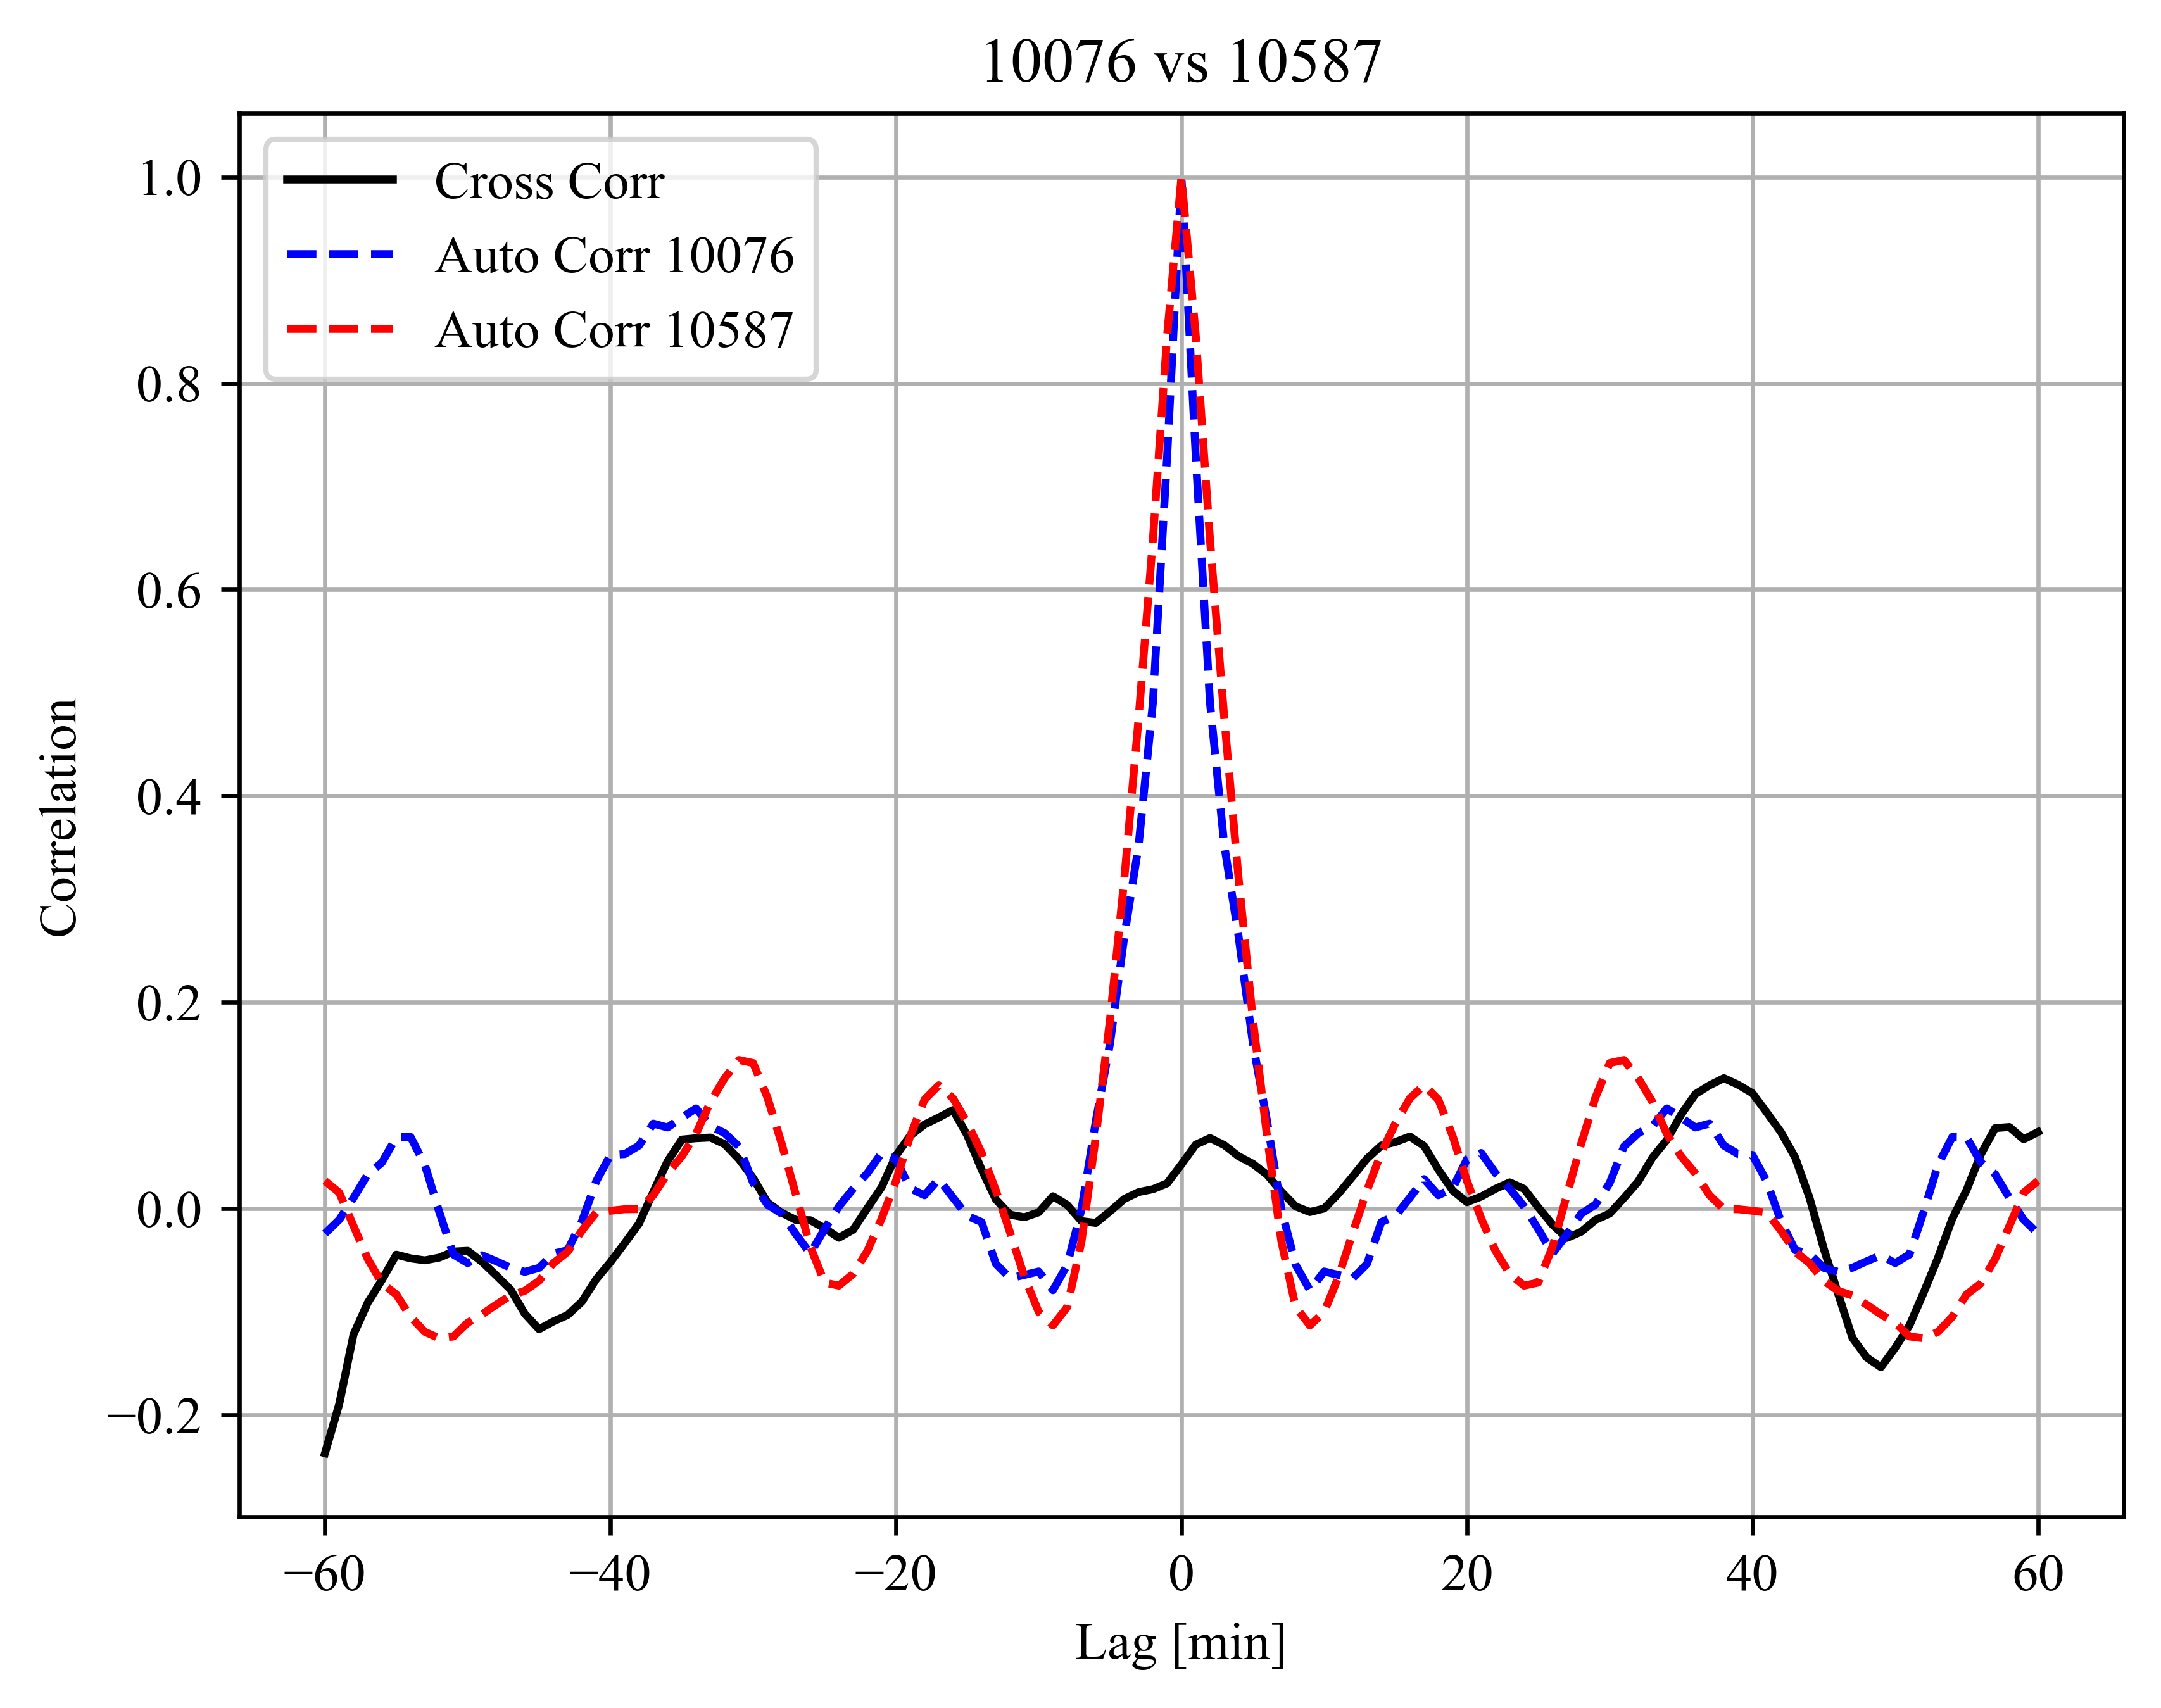 10076 vs 10587
Cross Corr
Auto Corr 10076
Auto Corr 10587
1.0
0.8
0.6
0.4
0.2
0.0
−0.2
Correlation
−60 −40 −20 0 20 40 60
Lag [min]